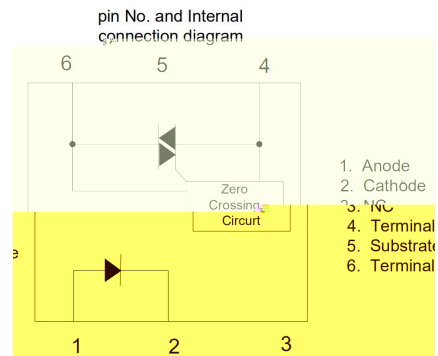 pin No. and Internal
connection diagram
6 5 4
Zero
Crossing
Circurt
1. Anode
2. Cathode
3. NC
4. Terminal
5. Substrate
6. Terminal
e
1 2 3